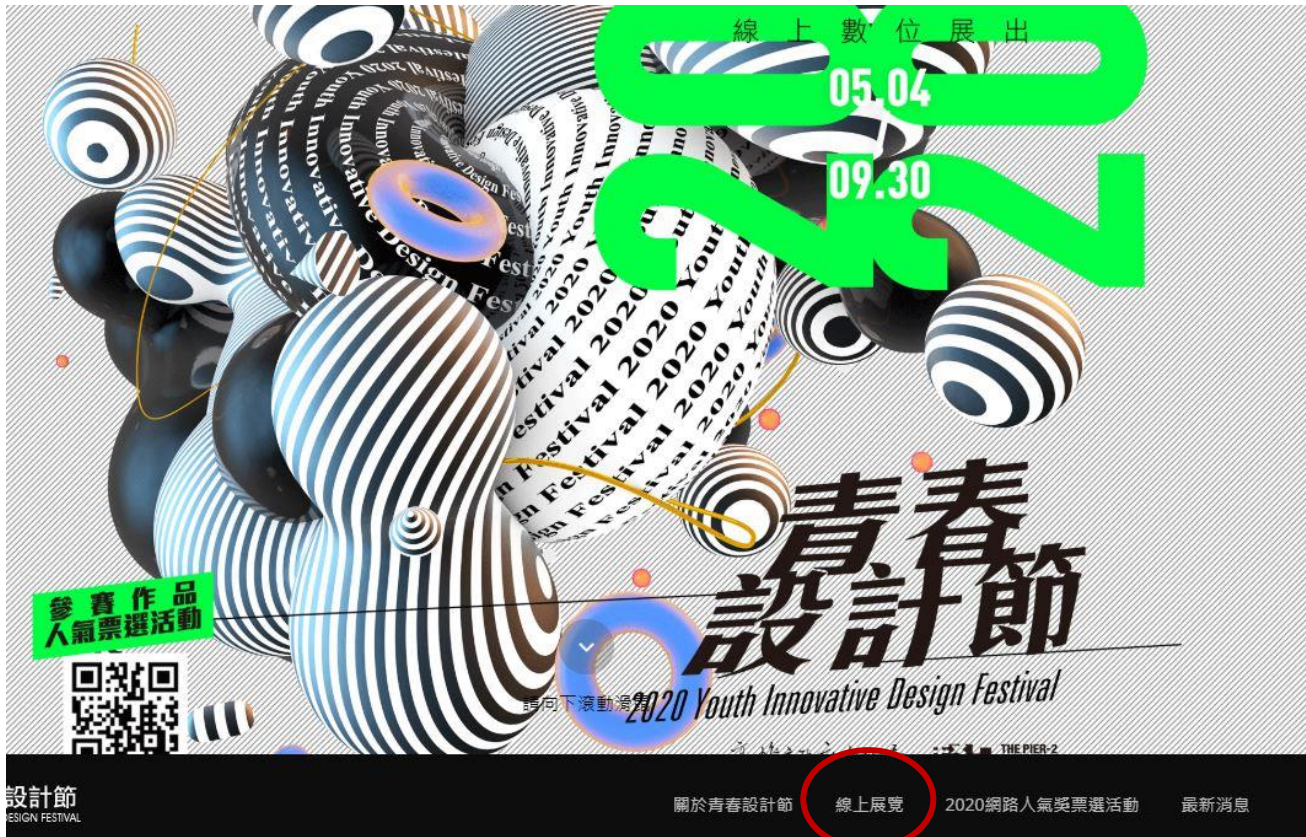 線上數位展出
05.04
09.30
2020
青春
設計節
2020 Youth Innovative Design Festival
THE PIER-2
參賽作品
人氣票選活動
請向下滾動滑鼠
設計節
DESIGN FESTIVAL
關於青春設計節
線上展覽
2020網路人氣獎票選活動
最新消息